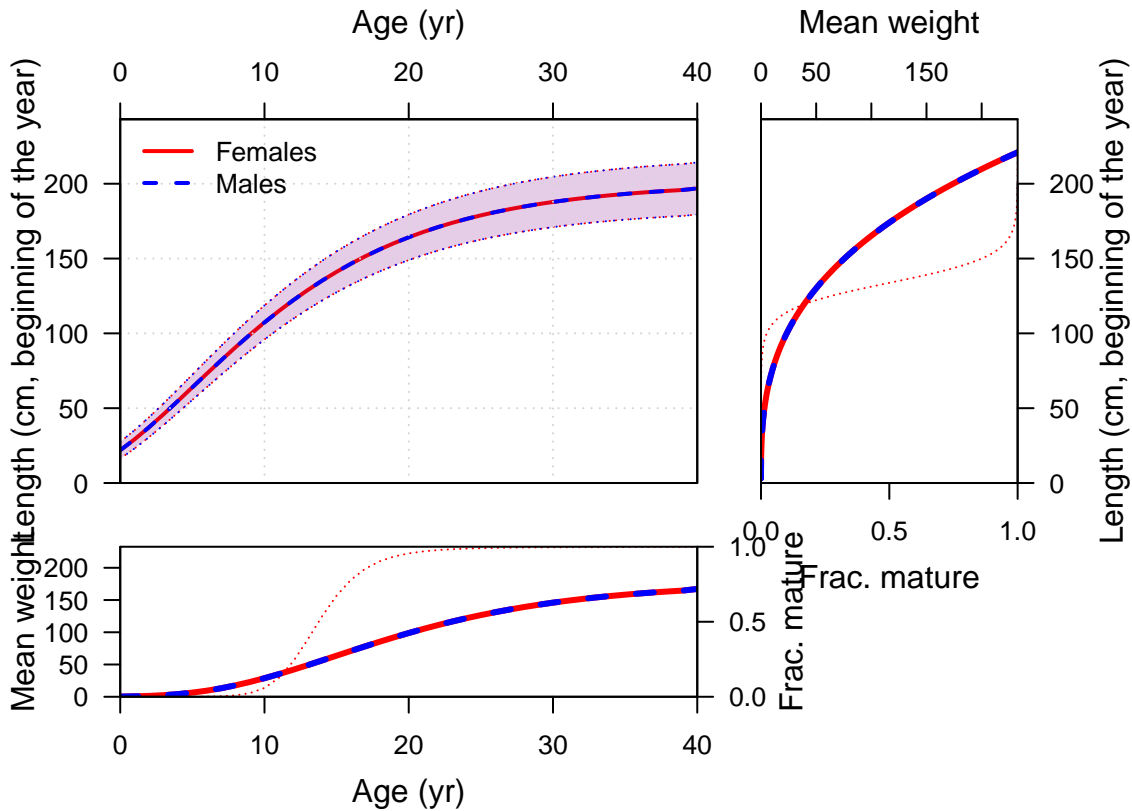 Age (yr)
Mean weight
0 10 20 30 40
0 50 150
Length (cm, beginning of the year)
200
150
100
50
0
Females
Males
200
150
100
50
0
Length (cm, beginning of the year)
0.0 0.5 1.0
Frac. mature
Mean weight
200
150
100
50
0
1.0
0.5
0.0
Frac. mature
0 10 20 30 40
Age (yr)